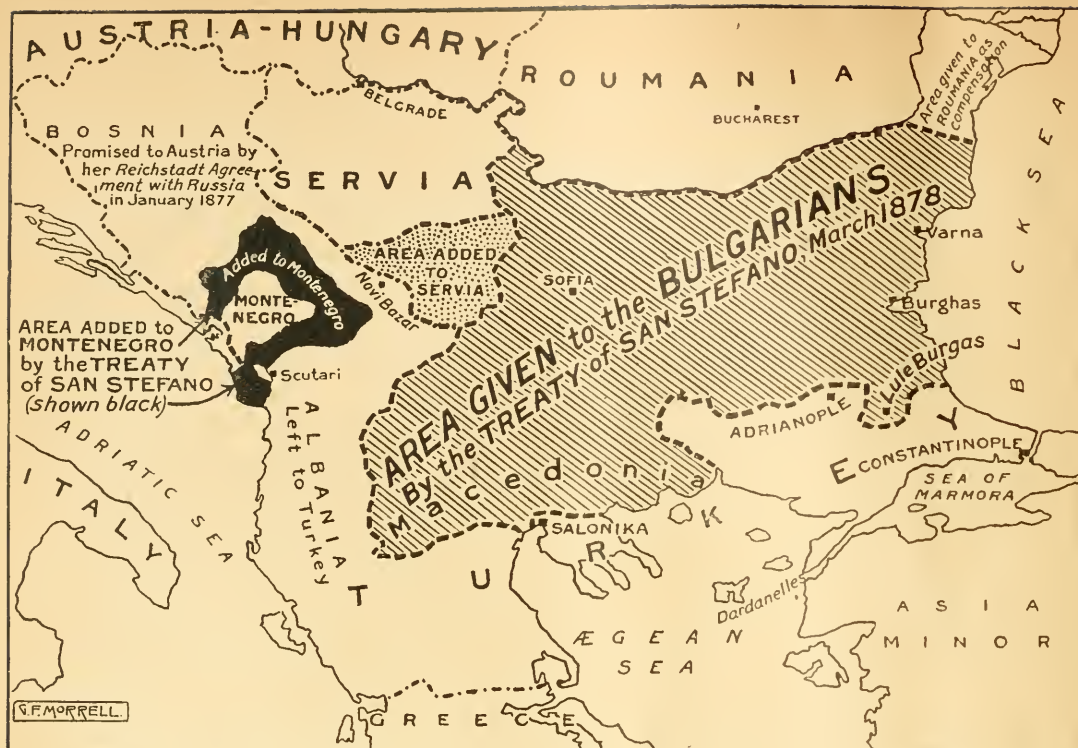 AUSTRIA-HUNGARY
ROUMANIA
Area given to
ROUMANIA as
compensation
BELGRADE
BUCHAREST
BOSNIA
Promised to Austria by
her Reichstadt Agree-
ment with Russia
in January 1877
SERVIA
BLACK SEA
AREA GIVEN to the BULGARIANS
By the TREATY of SAN STEFANO, March 1878
Varna
Added to Montenegro
AREA ADDED
TO
SERVIA
Novi Bazar
SOFIA
MONTE-
NEGRO
Burghas
AREA ADDED to
MONTENEGRO
by the TREATY
of SAN STEFANO
(shown black)
Scutari
Lule Burgas
ALBANIA
Left to Turkey
ADRIANOPLE
CONSTANTINOPLE
ADRIATIC SEA
ITALY
Macedonia
SEA OF
MARMORA
SALONIKA
TURKEY
Dardanelles
ÆGEAN
SEA
ASIA
MINOR
GREECE
G.F. MORRELL.